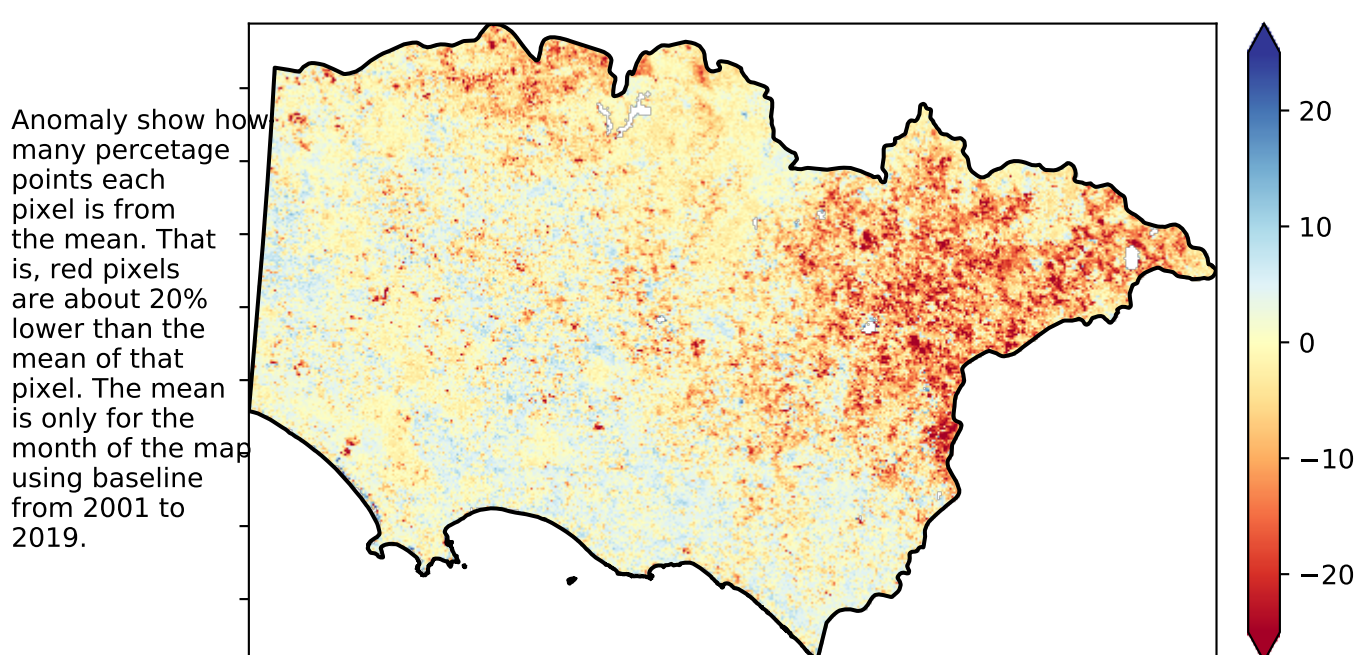 Anomaly show how
many percetage
points each
pixel is from
the mean. That
is, red pixels
are about 20%
lower than the
mean of that
pixel. The mean
is only for the
month of the map
using baseline
from 2001 to
2019.
20
10
0
−10
−20